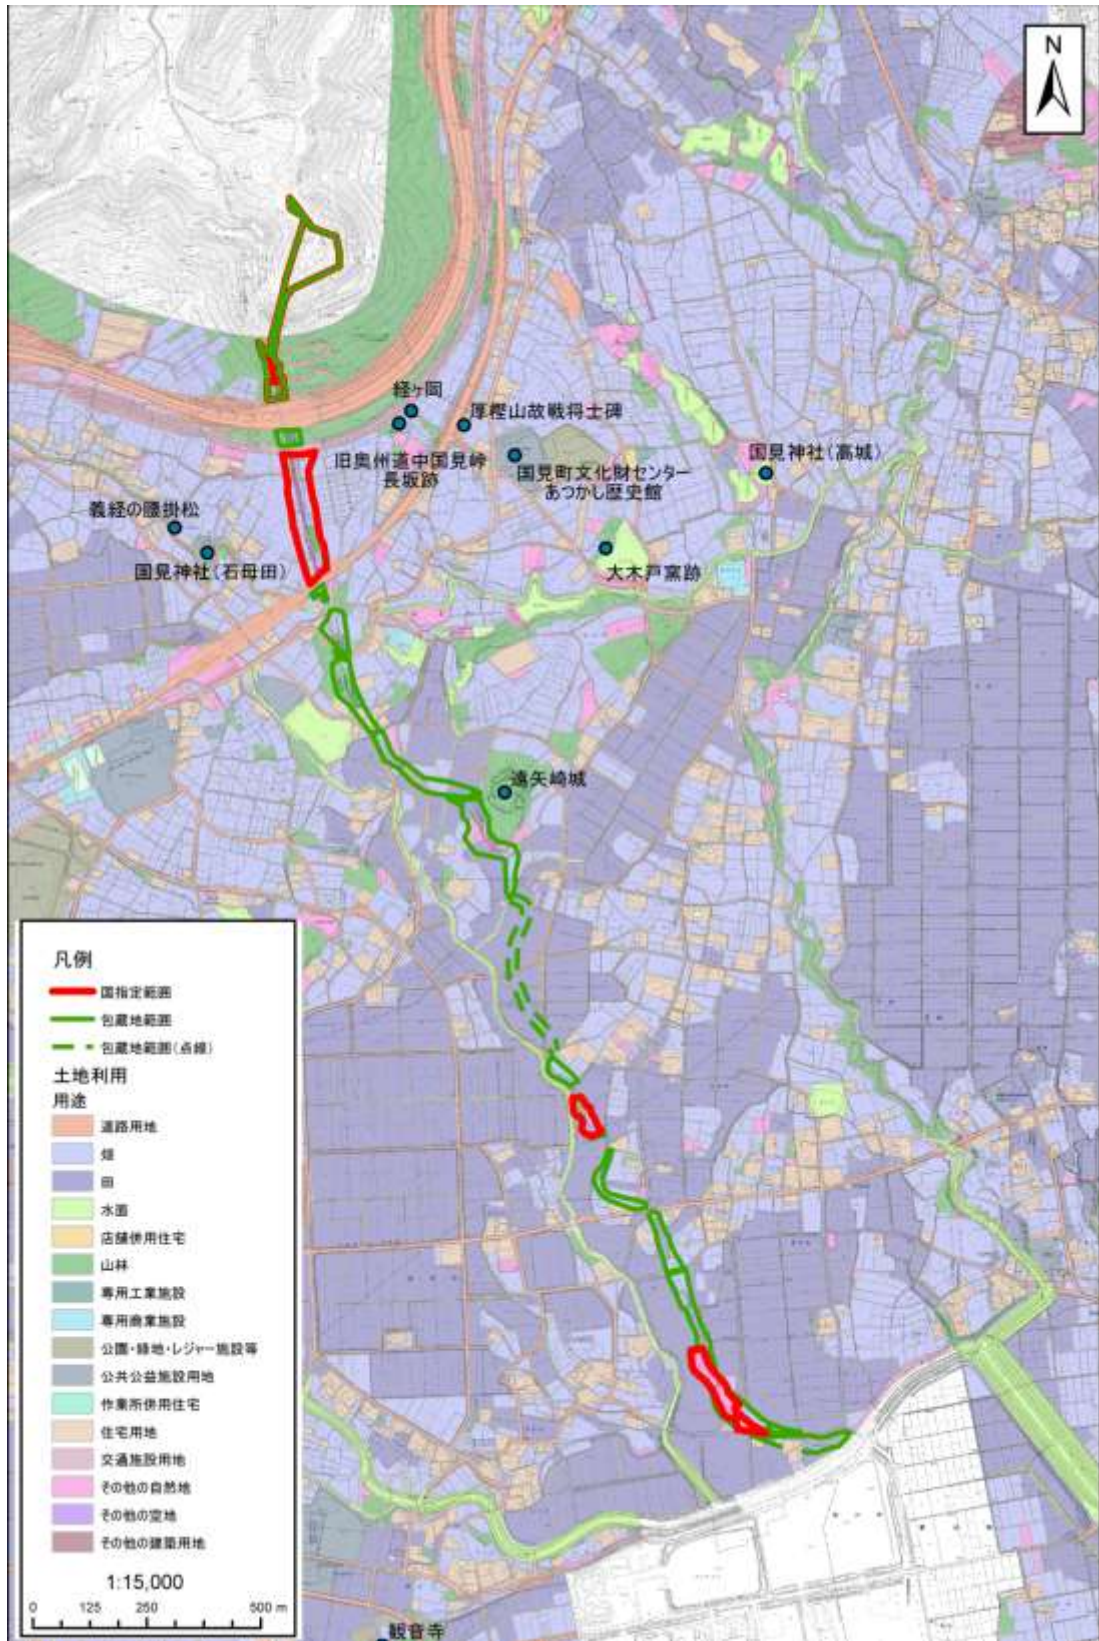 N
経ヶ岡
厚樫山故戦将士碑
旧奥州道中国見峠
長坂跡
国見町文化財センター
あつかし歴史館
国見神社(高城)
義経の腰掛松
国見神社(石母田)
大木戸窯跡
遠矢崎城
凡例
国指定範囲
包蔵地範囲
包蔵地範囲(点線)
土地利用
用途
道路用地
畑
田
水面
店舗併用住宅
山林
専用工業施設
専用商業施設
公園・緑地・レジャー施設等
公共公益施設用地
作業所併用住宅
住宅用地
交通施設用地
その他の自然地
その他の空地
その他の建築用地
1:15,000
0 125 250 500 m
観音寺